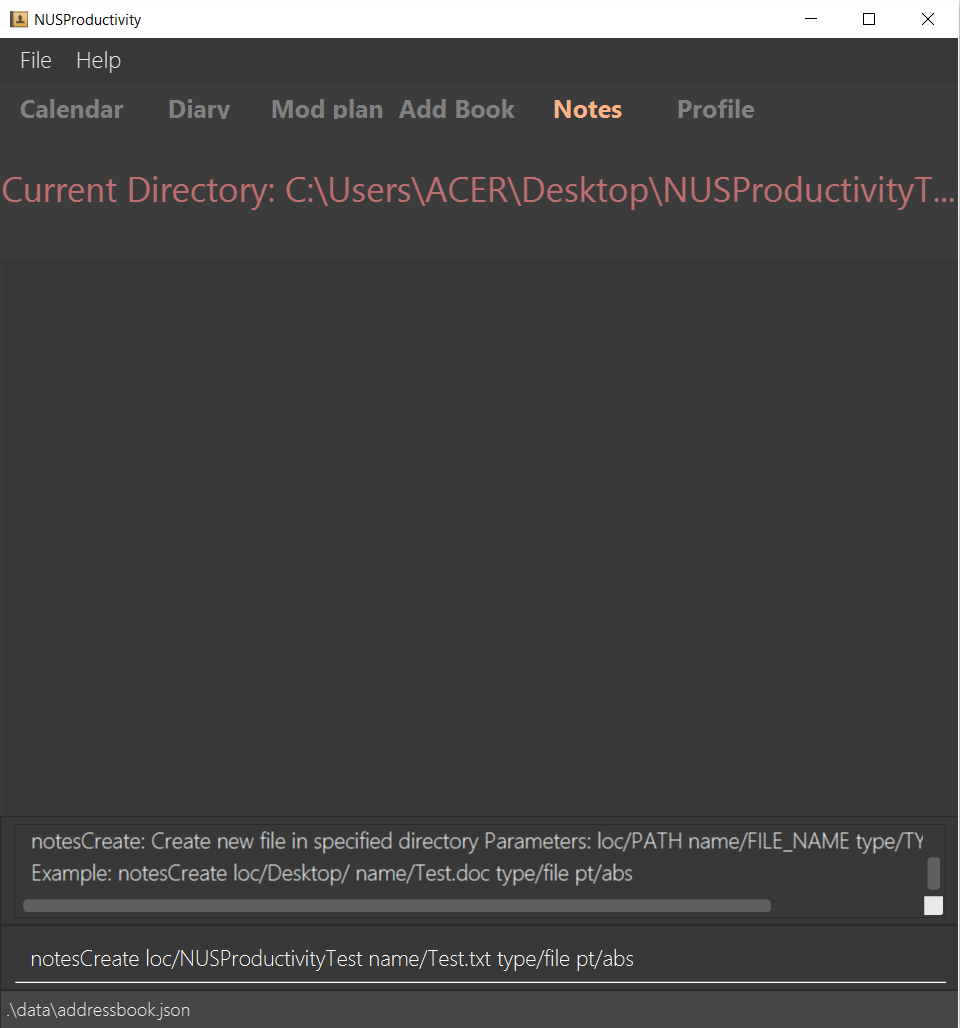 NUSProductivity
File Help
Calendar Diary Mod plan Add Book Notes Profile
Current Directory: C:\Users\ACER\Desktop\NUSProductivityT...
notesCreate: Create new file in specified directory Parameters: loc/PATH name/FILE_NAME type/TY
Example: notesCreate loc/Desktop/ name/Test.doc type/file pt/abs
notesCreate loc/NUSProductivityTest name/Test.txt type/file pt/abs
.\data\addressbook.json